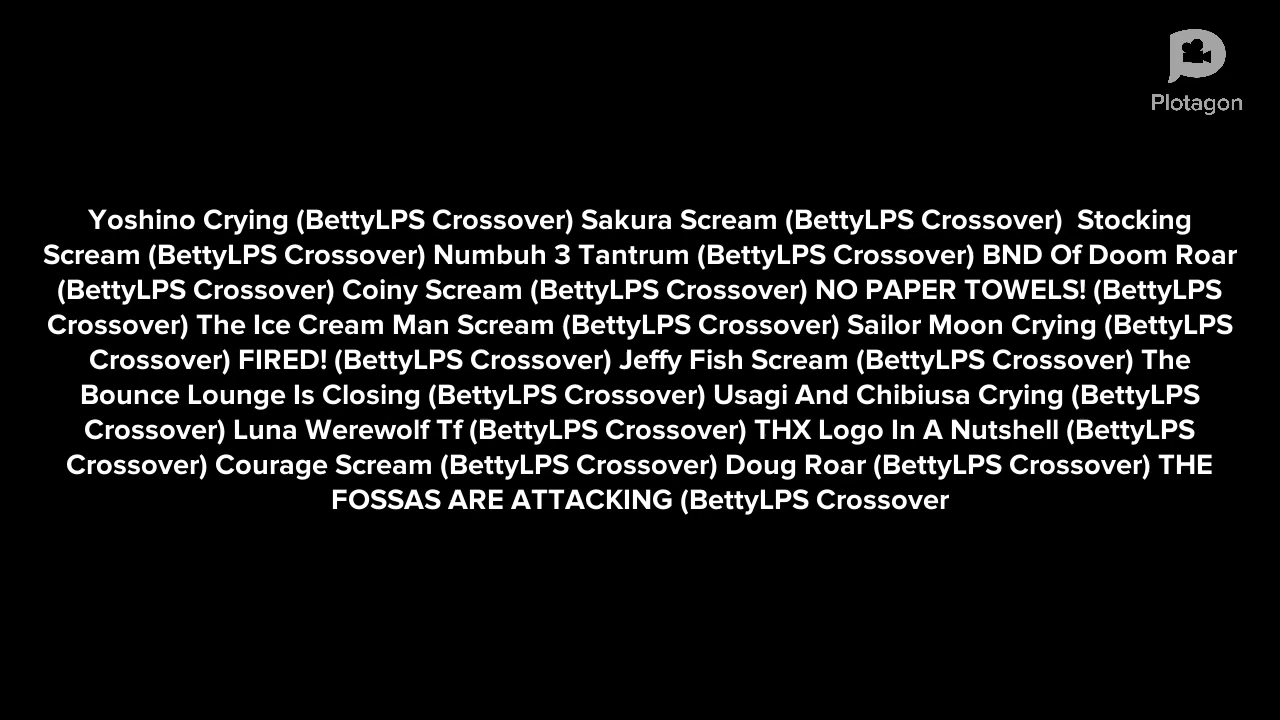 Plotagon
Yoshino Crying (BettyLPS Crossover) Sakura Scream (BettyLPS Crossover)  Stocking
Scream (BettyLPS Crossover) Numbuh 3 Tantrum (BettyLPS Crossover) BND Of Doom Roar
(BettyLPS Crossover) Coiny Scream (BettyLPS Crossover) NO PAPER TOWELS! (BettyLPS
Crossover) The Ice Cream Man Scream (BettyLPS Crossover) Sailor Moon Crying (BettyLPS
Crossover) FIRED! (BettyLPS Crossover) Jeffy Fish Scream (BettyLPS Crossover) The
Bounce Lounge Is Closing (BettyLPS Crossover) Usagi And Chibiusa Crying (BettyLPS
Crossover) Luna Werewolf Tf (BettyLPS Crossover) THX Logo In A Nutshell (BettyLPS
Crossover) Courage Scream (BettyLPS Crossover) Doug Roar (BettyLPS Crossover) THE
FOSSAS ARE ATTACKING (BettyLPS Crossover